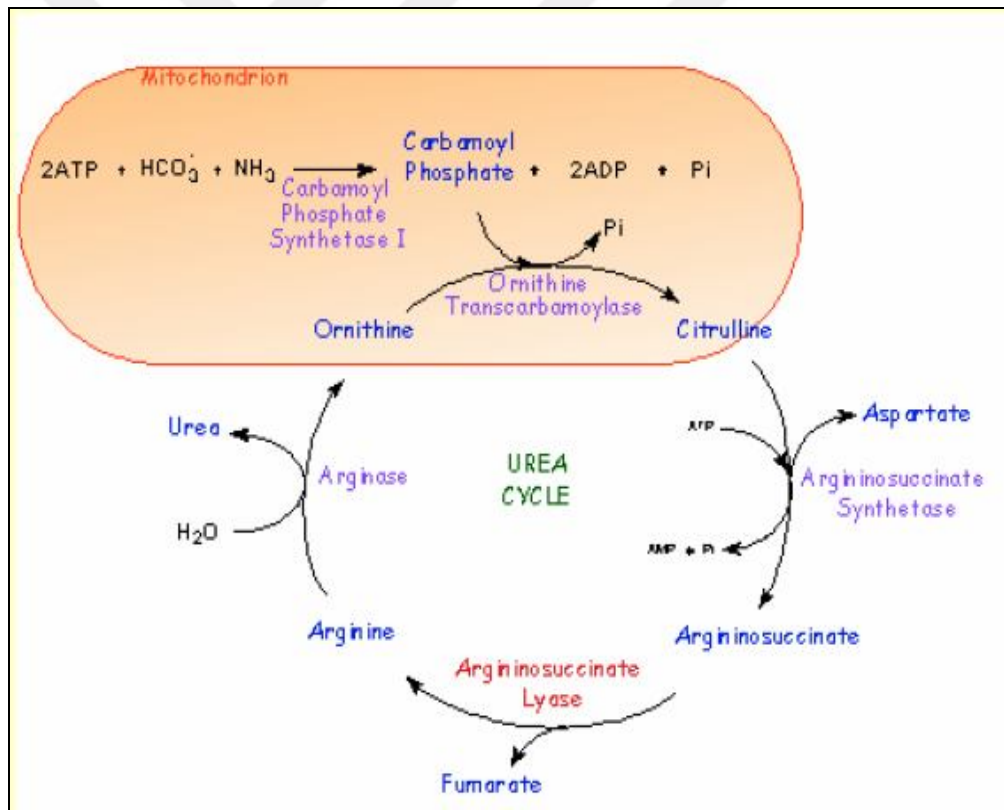 Mitochondrion
2ATP + HCO₃⁻ + NH₃
Carbamoyl
Phosphate + 2ADP + Pi
Carbamoyl
Phosphate
Synthetase I
Pi
Ornithine
Transcarbamoylase
Ornithine
Citrulline
Urea
ATP
Aspartate
Arginase
UREA
CYCLE
Argininosuccinate
Synthetase
H₂O
AMP + Pi
Arginine
Argininosuccinate
Argininosuccinate
Lyase
Fumarate